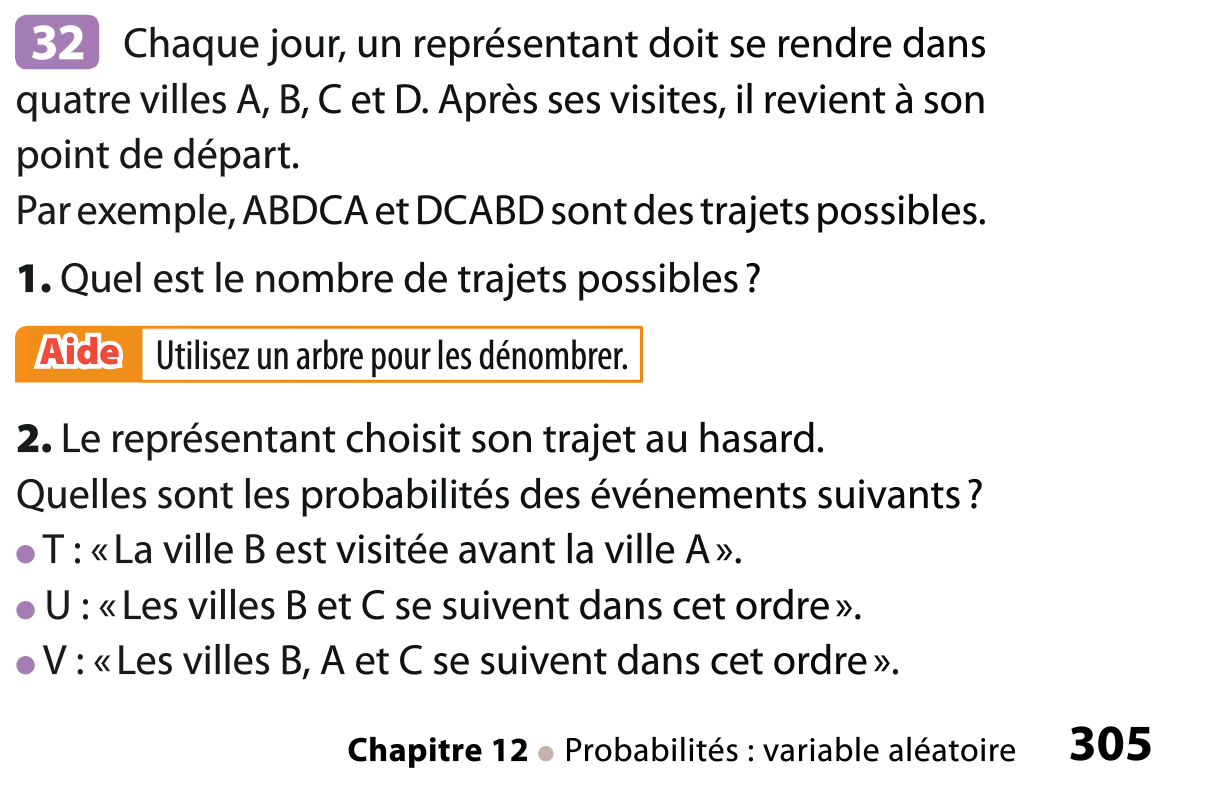 32 Chaque jour, un représentant doit se rendre dans
quatre villes A, B, C et D. Après ses visites, il revient à son
point de départ.
Par exemple, ABDCA et DCABD sont des trajets possibles.
1. Quel est le nombre de trajets possibles ?
Aide Utilisez un arbre pour les dénombrer.
2. Le représentant choisit son trajet au hasard.
Quelles sont les probabilités des événements suivants ?
● T : « La ville B est visitée avant la ville A ».
● U : « Les villes B et C se suivent dans cet ordre ».
● V : « Les villes B, A et C se suivent dans cet ordre ».
Chapitre 12 ● Probabilités : variable aléatoire 305